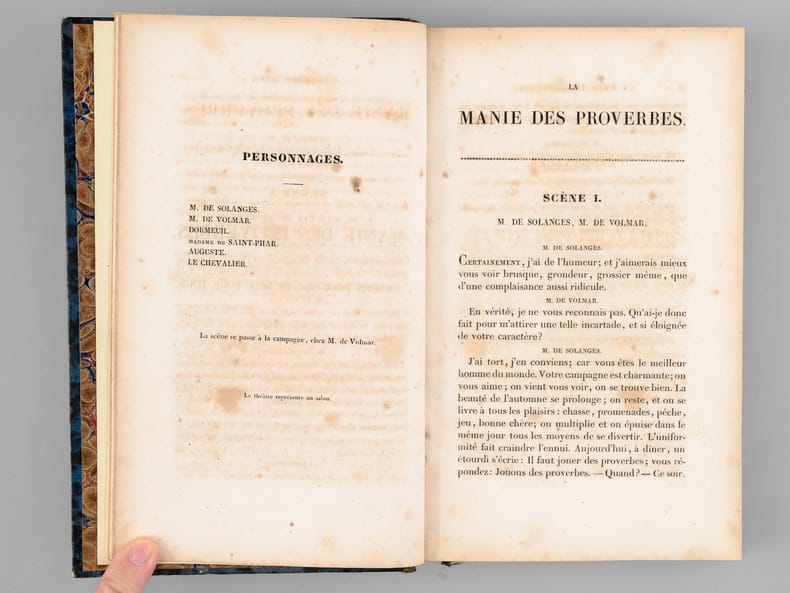 PERSONNAGES.
M. DE SOLANGES.
M. DE VOLMAR.
DORMEUIL.
MADAME DE SAINT-PHAR.
AUGUSTE.
LE CHEVALIER.
La scène se passe à la campagne, chez M. de Volmar.
Le théâtre représente un salon.
LA
MANIE DES PROVERBES.
SCÈNE I.
M. DE SOLANGES, M. DE VOLMAR.
M. DE SOLANGES.
CERTAINEMENT, j'ai de l'humeur; et j'aimerais mieux
vous voir brusque, grondeur, grossier même, que
d'une complaisance aussi ridicule.
M. DE VOLMAR.
En vérité, je ne vous reconnais pas. Qu'ai-je donc
fait pour m'attirer une telle incartade, et si éloignée
de votre caractère?
M. DE SOLANGES.
J'ai tort, j'en conviens; car vous êtes le meilleur
homme du monde. Votre campagne est charmante; on
vous aime; on vient vous voir, on se trouve bien. La
beauté de l'automne se prolonge; on reste, et on se
livre à tous les plaisirs: chasse, promenades, pêche,
jeu, bonne chère; on multiplie et on épuise dans le
même jour tous les moyens de se divertir. L'unifor-
mité fait craindre l'ennui. Aujourd'hui, à dîner, un
étourdi s'écrie: Il faut jouer des proverbes; vous ré-
pondez: Jouons des proverbes. — Quand? — Ce soir.